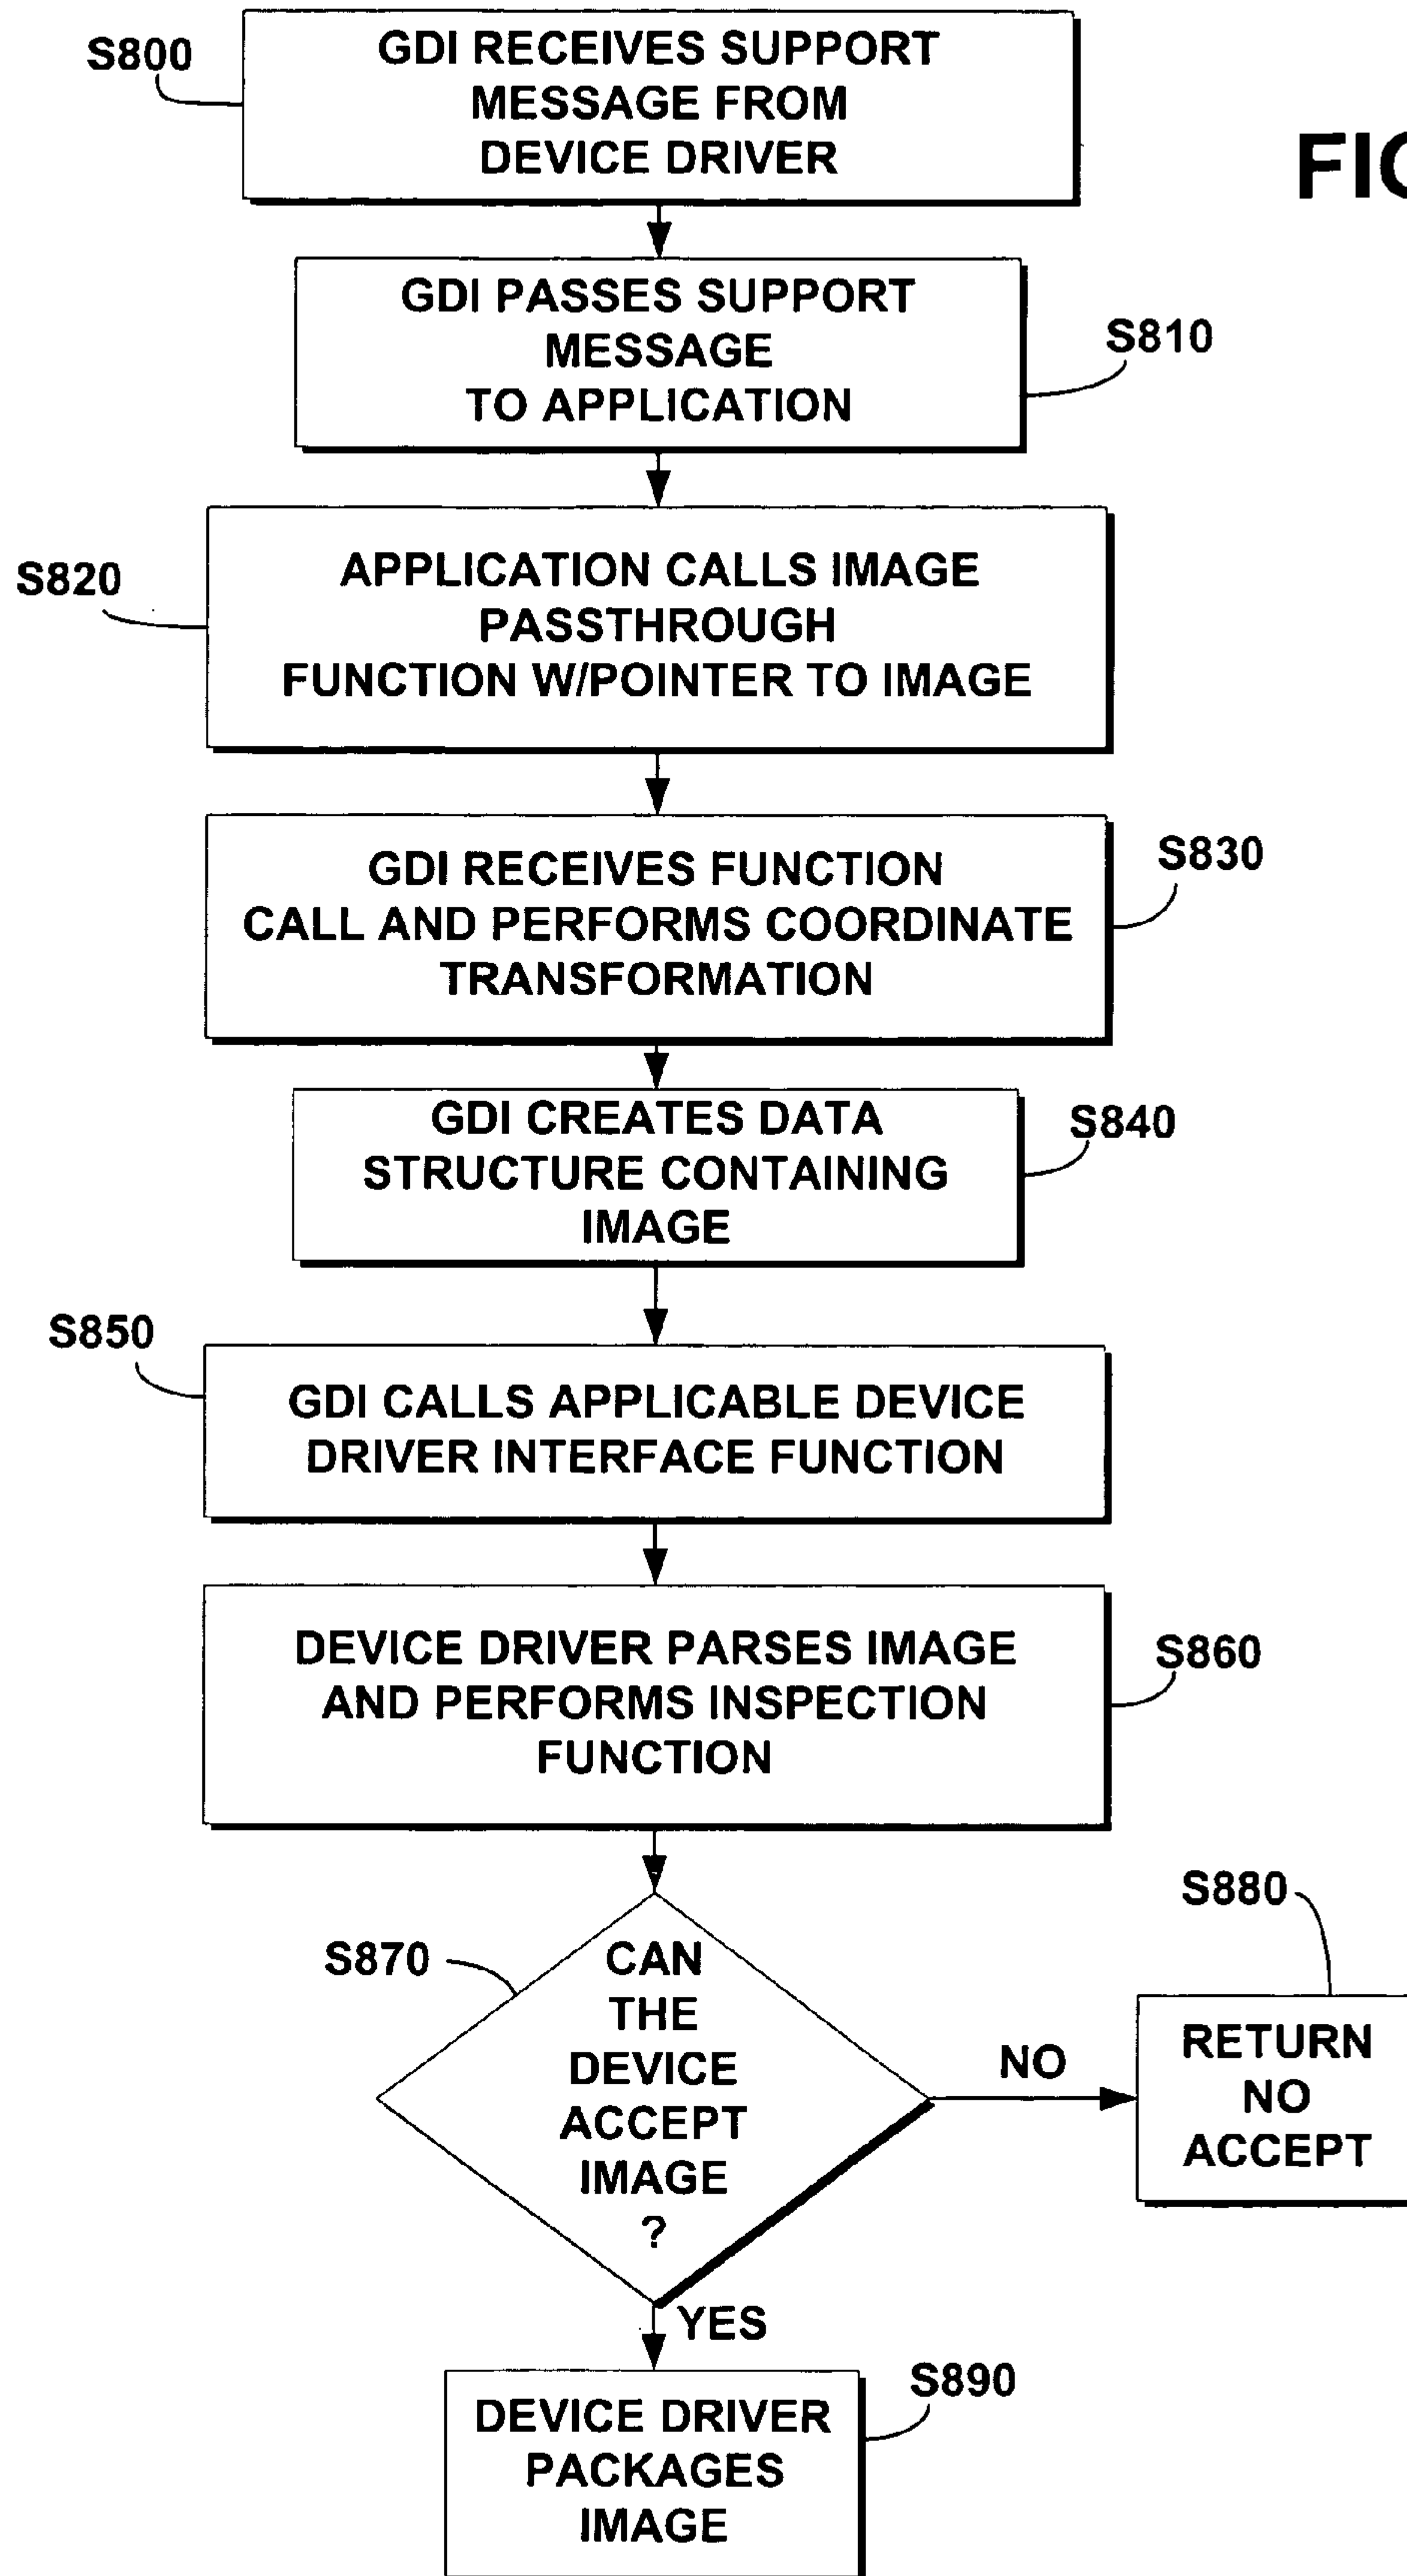 S800
GDI RECEIVES SUPPORT
MESSAGE FROM
DEVICE DRIVER
GDI PASSES SUPPORT
MESSAGE
TO APPLICATION
S810
S820
APPLICATION CALLS IMAGE
PASSTHROUGH
FUNCTION W/POINTER TO IMAGE
GDI RECEIVES FUNCTION
CALL AND PERFORMS COORDINATE
TRANSFORMATION
S830
GDI CREATES DATA
STRUCTURE CONTAINING
IMAGE
S840
S850
GDI CALLS APPLICABLE DEVICE
DRIVER INTERFACE FUNCTION
DEVICE DRIVER PARSES IMAGE
AND PERFORMS INSPECTION
FUNCTION
S860
S870
CAN
THE
DEVICE
ACCEPT
IMAGE
?
NO
S880
RETURN
NO
ACCEPT
YES
S890
DEVICE DRIVER
PACKAGES
IMAGE